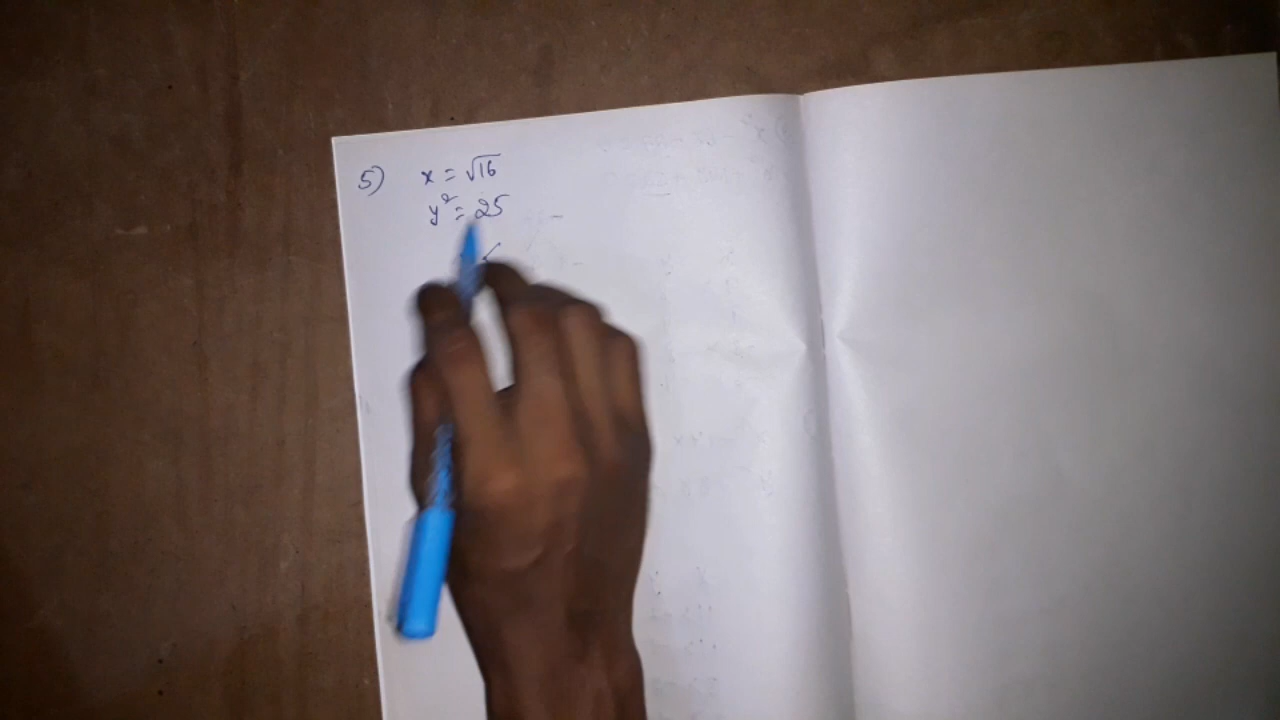 5) x = √16
y² = 25